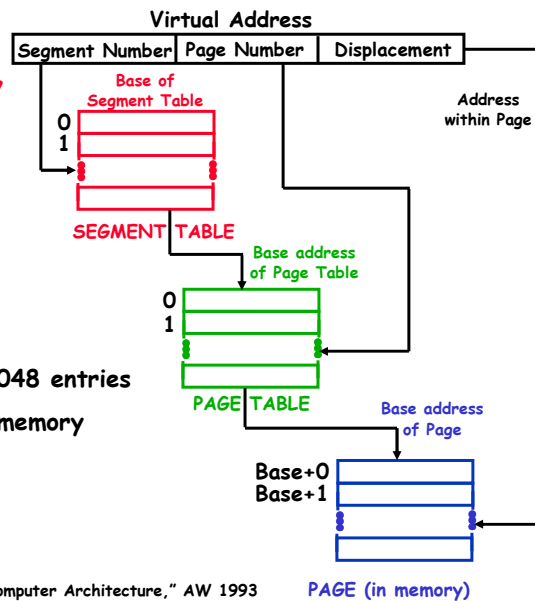 Virtual Address
Segment Number Page Number Displacement
Base of
Segment Table
Address
within Page
0
1
SEGMENT TABLE
Base address
of Page Table
0
1
048 entries
PAGE TABLE
memory
Base address
of Page
Base+0
Base+1
omputer Architecture,” AW 1993
PAGE (in memory)